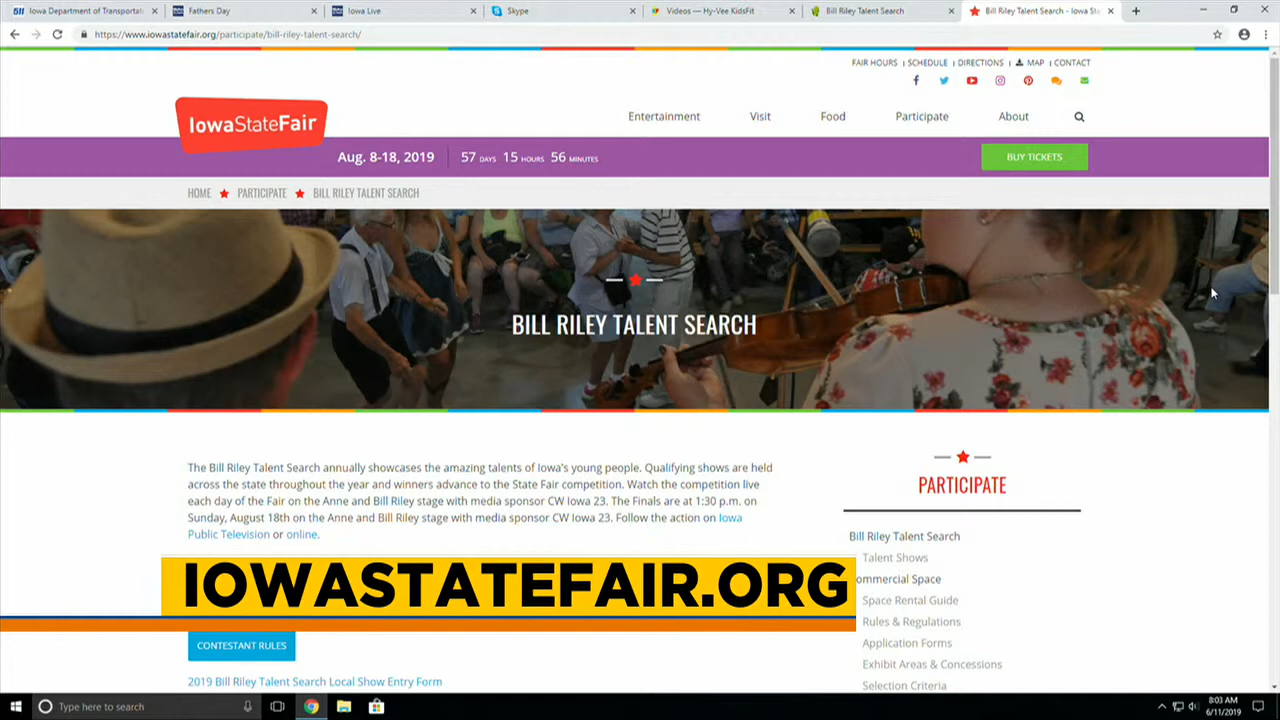 Iowa Department of Transportat
Fathers Day
Iowa Live
Skype
Videos — Hy-Vee KidsFit
Bill Riley Talent Search
Bill Riley Talent Search - Iowa St
https://www.iowastatefair.org/participate/bill-riley-talent-search/
FAIR HOURS | SCHEDULE | DIRECTIONS | MAP | CONTACT
IowaStateFair
Entertainment Visit Food Participate About
Aug. 8-18, 2019 57 DAYS 15 HOURS 56 MINUTES BUY TICKETS
HOME PARTICIPATE BILL RILEY TALENT SEARCH
BILL RILEY TALENT SEARCH
The Bill Riley Talent Search annually showcases the amazing talents of Iowa's young people. Qualifying shows are held
across the state throughout the year and winners advance to the State Fair competition. Watch the competition live
each day of the Fair on the Anne and Bill Riley stage with media sponsor CW Iowa 23. The Finals are at 1:30 p.m. on
Sunday, August 18th on the Anne and Bill Riley stage with media sponsor CW Iowa 23. Follow the action on Iowa
Public Television or online.
IOWASTATEFAIR.ORG
CONTESTANT RULES
2019 Bill Riley Talent Search Local Show Entry Form
PARTICIPATE
Bill Riley Talent Search
Talent Shows
ommercial Space
Space Rental Guide
Rules & Regulations
Application Forms
Exhibit Areas & Concessions
Selection Criteria
Type here to search
8:03 AM
6/11/2019